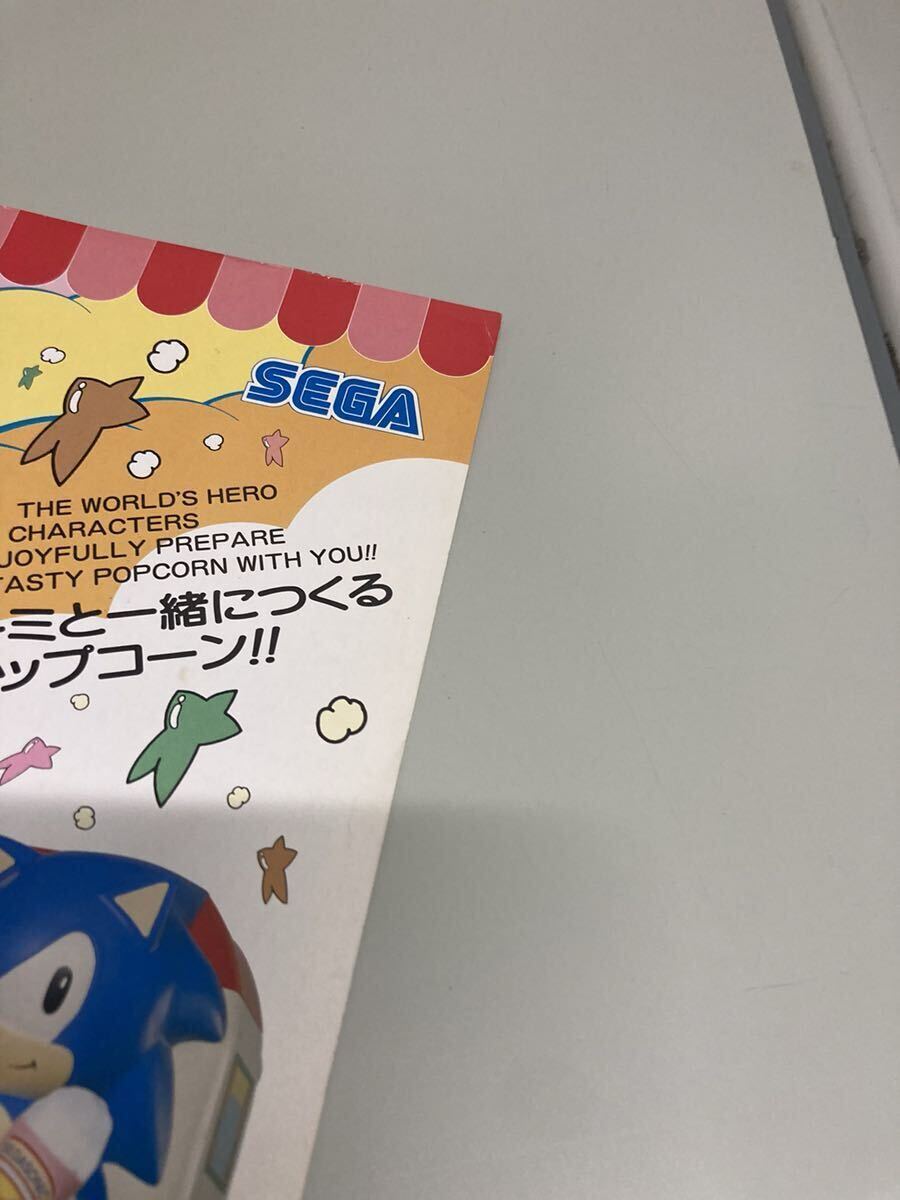 SEGA
THE WORLD'S HERO
CHARACTERS
JOYFULLY PREPARE
TASTY POPCORN WITH YOU!!
ミと一緒につくる
ップコーン!!